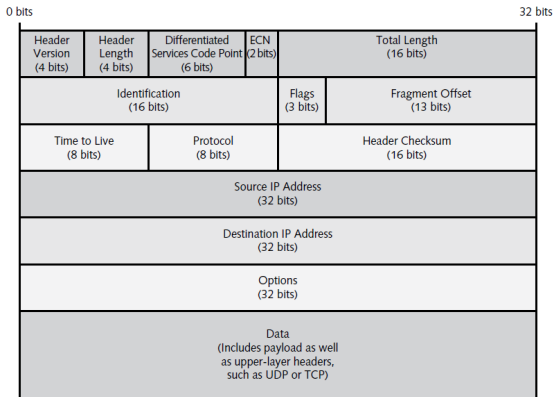 0 bits 32 bits
Header Header Differentiated ECN Total Length
Version Length Services Code Point (2 bits) (16 bits)
(4 bits) (4 bits) (6 bits)
Identification Flags Fragment Offset
(16 bits) (3 bits) (13 bits)
Time to Live Protocol Header Checksum
(8 bits) (8 bits) (16 bits)
Source IP Address
(32 bits)
Destination IP Address
(32 bits)
Options
(32 bits)
Data
(Includes payload as well
as upper-layer headers,
such as UDP or TCP)